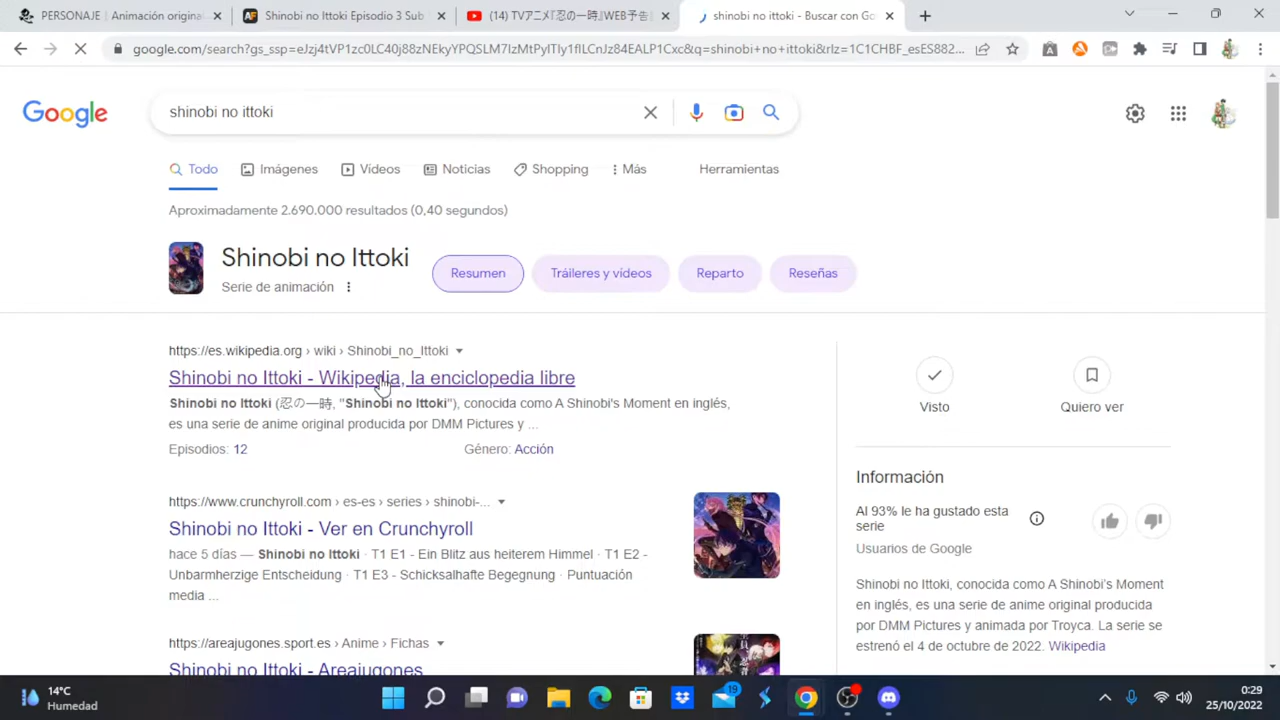 PERSONAJE | Animación original
Shinobi no Ittoki Episodio 3 Sub
(14) TVアニメ『忍の一時』WEB予告
shinobi no ittoki - Buscar con Go
google.com/search?gs_ssp=eJzj4tVP1zc0LC40j88zNEkyYPQSLM7IzMtPylTIy1fILCnJz84EALP1Cxc&q=shinobi+no+ittoki&rlz=1C1CHBF_esES882...
Google
shinobi no ittoki
Todo
Imágenes
Vídeos
Noticias
Shopping
Más
Herramientas
Aproximadamente 2.690.000 resultados (0,40 segundos)
Shinobi no Ittoki
Serie de animación
Resumen
Tráileres y vídeos
Reparto
Reseñas
https://es.wikipedia.org › wiki › Shinobi_no_Ittoki
Shinobi no Ittoki - Wikipedia, la enciclopedia libre
Shinobi no Ittoki (忍の一時, "Shinobi no Ittoki"), conocida como A Shinobi's Moment en inglés,
es una serie de anime original producida por DMM Pictures y ...
Episodios: 12
Género: Acción
https://www.crunchyroll.com › es-es › series › shinobi-...
Shinobi no Ittoki - Ver en Crunchyroll
hace 5 días — Shinobi no Ittoki · T1 E1 - Ein Blitz aus heiterem Himmel · T1 E2 -
Unbarmherzige Entscheidung · T1 E3 - Schicksalhafte Begegnung · Puntuación
media ...
https://areajugones.sport.es › Anime › Fichas
Shinobi no Ittoki - Areajugones
Visto
Quiero ver
Información
Al 93% le ha gustado esta
serie
Usuarios de Google
Shinobi no Ittoki, conocida como A Shinobi's Moment
en inglés, es una serie de anime original producida
por DMM Pictures y animada por Troyca. La serie se
estrenó el 4 de octubre de 2022. Wikipedia
14°C
Humedad
19
0:29
25/10/2022